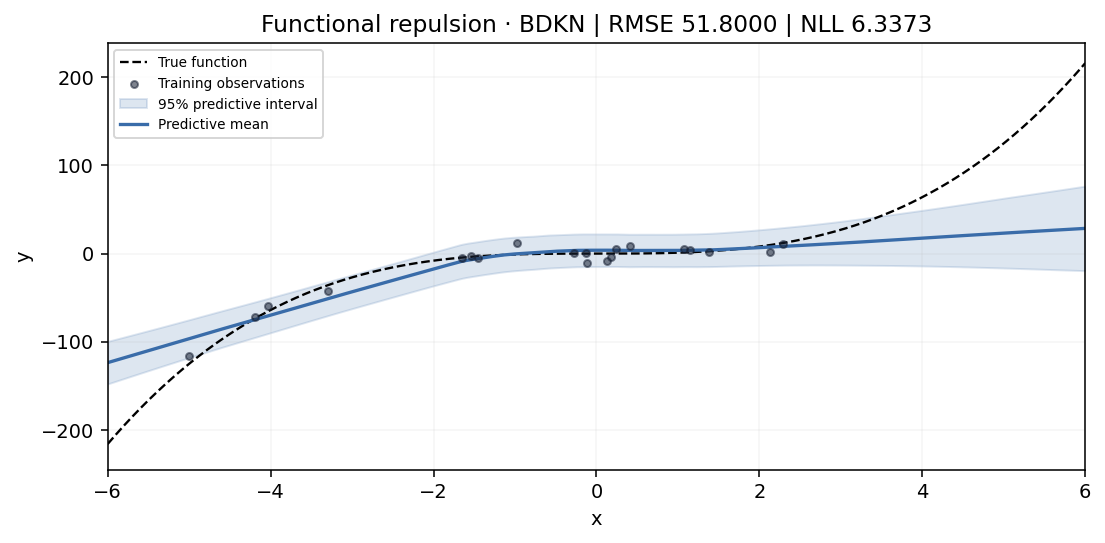 Functional repulsion · BDKN | RMSE 51.8000 | NLL 6.3373
True function
Training observations
95% predictive interval
Predictive mean
200
100
0
−100
−200
y
−6
−4
−2
0
2
4
6
x